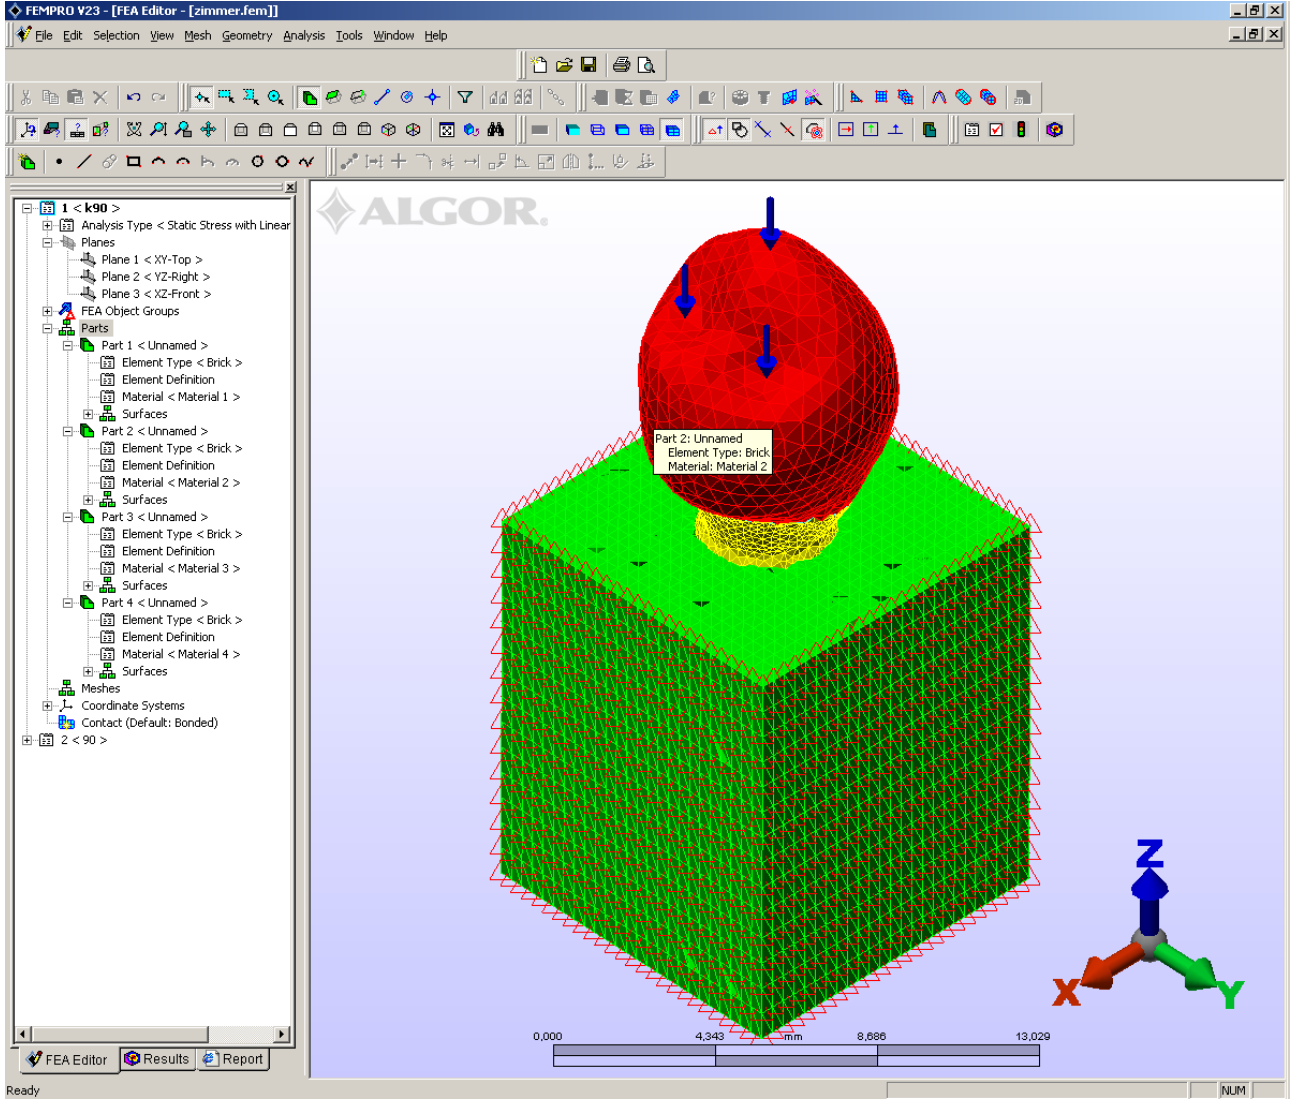 FEMPRO V23 - [FEA Editor - [zimmer.fem]]
File Edit Selection View Mesh Geometry Analysis Tools Window Help
1 < k90 >
Analysis Type < Static Stress with Linear
Planes
Plane 1 < XY-Top >
Plane 2 < YZ-Right >
Plane 3 < XZ-Front >
FEA Object Groups
Parts
Part 1 < Unnamed >
Element Type < Brick >
Element Definition
Material < Material 1 >
Surfaces
Part 2 < Unnamed >
Element Type < Brick >
Element Definition
Material < Material 2 >
Surfaces
Part 3 < Unnamed >
Element Type < Brick >
Element Definition
Material < Material 3 >
Surfaces
Part 4 < Unnamed >
Element Type < Brick >
Element Definition
Material < Material 4 >
Surfaces
Meshes
Coordinate Systems
Contact (Default: Bonded)
2 < 90 >
FEA Editor Results Report
ALGOR.
Part 2: Unnamed
Element Type: Brick
Material: Material 2
Z
X
Y
0,000 4,343 mm 8,686 13,029
Ready
NUM